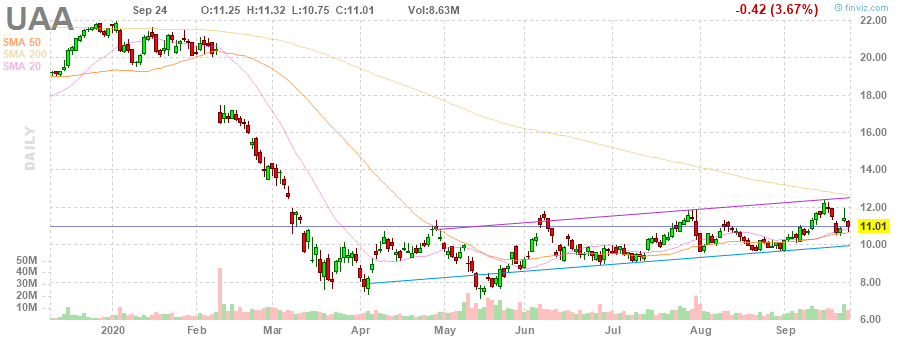 UAA Sep 24 O:11.25 H:11.32 L:10.75 C:11.01 Vol:8.63M -0.42 (3.67%) @ finviz.com
SMA 50
SMA 200
SMA 20
22.00
20.00
18.00
16.00
DAILY
14.00
12.00
11.01
10.00
50M
40M
8.00
30M
20M
10M
6.00
2020 Feb Mar Apr May Jun Jul Aug Sep